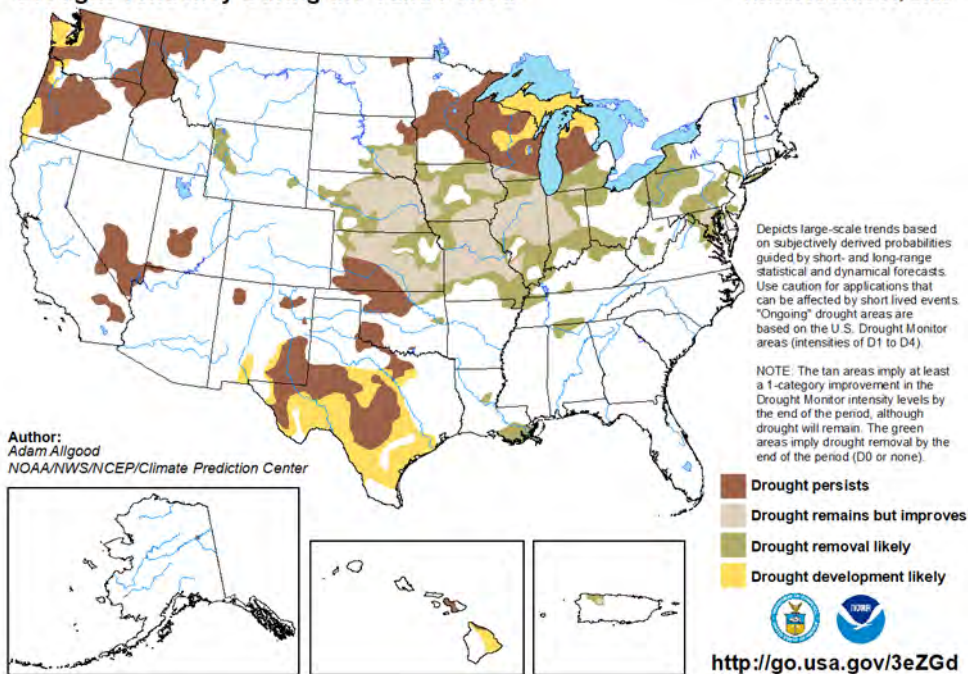 Depicts large-scale trends based
on subjectively derived probabilities
guided by short- and long-range
statistical and dynamical forecasts.
Use caution for applications that
can be affected by short lived events.
"Ongoing" drought areas are
based on the U.S. Drought Monitor
areas (intensities of D1 to D4).
NOTE: The tan areas imply at least
a 1-category improvement in the
Drought Monitor intensity levels by
the end of the period, although
drought will remain. The green
areas imply drought removal by the
end of the period (D0 or none).
Author:
Adam Allgood
NOAA/NWS/NCEP/Climate Prediction Center
Drought persists
Drought remains but improves
Drought removal likely
Drought development likely
NOAA
http://go.usa.gov/3eZGd